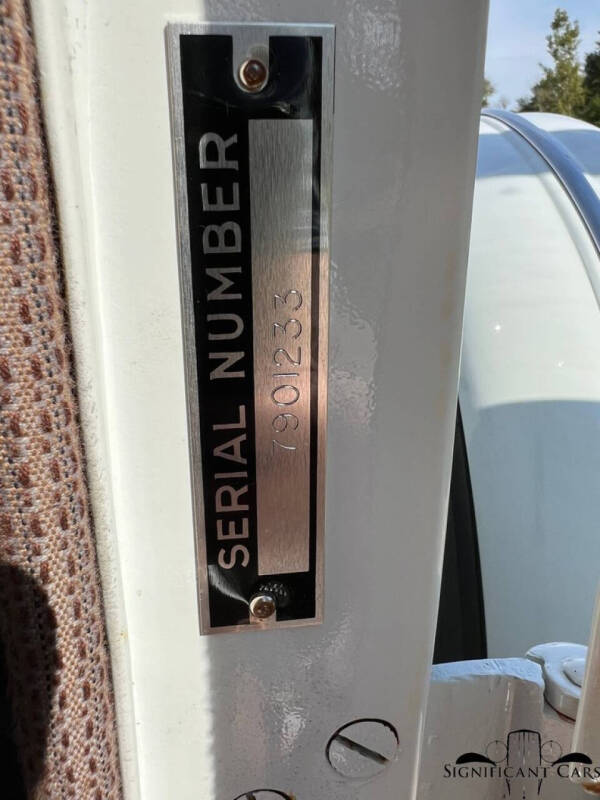 SERIAL NUMBER
7901233
SIGNIFICANT CARS